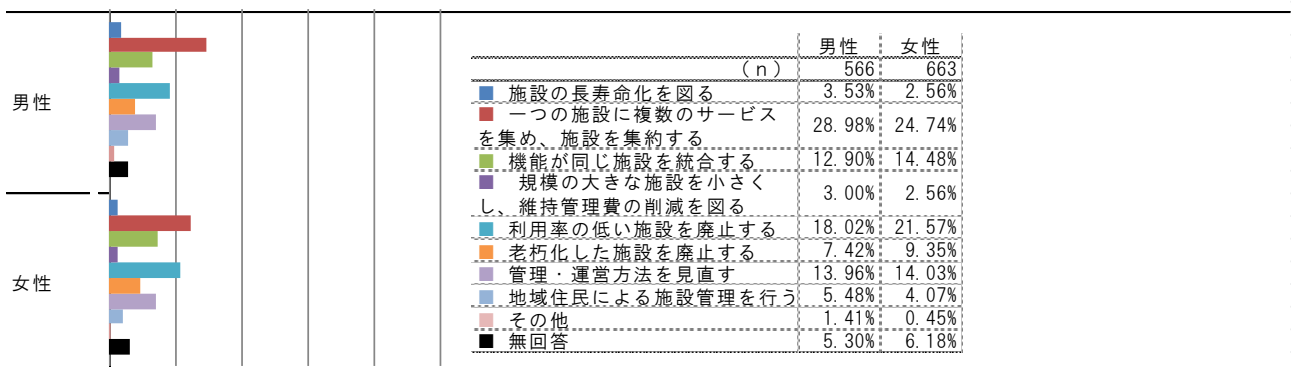 男性
女性
男性 女性
(n) 566 663
■ 施設の長寿命化を図る 3.53% 2.56%
■ 一つの施設に複数のサービス
を集め、施設を集約する 28.98% 24.74%
■ 機能が同じ施設を統合する 12.90% 14.48%
■ 規模の大きな施設を小さく
し、維持管理費の削減を図る 3.00% 2.56%
■ 利用率の低い施設を廃止する 18.02% 21.57%
■ 老朽化した施設を廃止する 7.42% 9.35%
■ 管理・運営方法を見直す 13.96% 14.03%
■ 地域住民による施設管理を行う 5.48% 4.07%
■ その他 1.41% 0.45%
■ 無回答 5.30% 6.18%